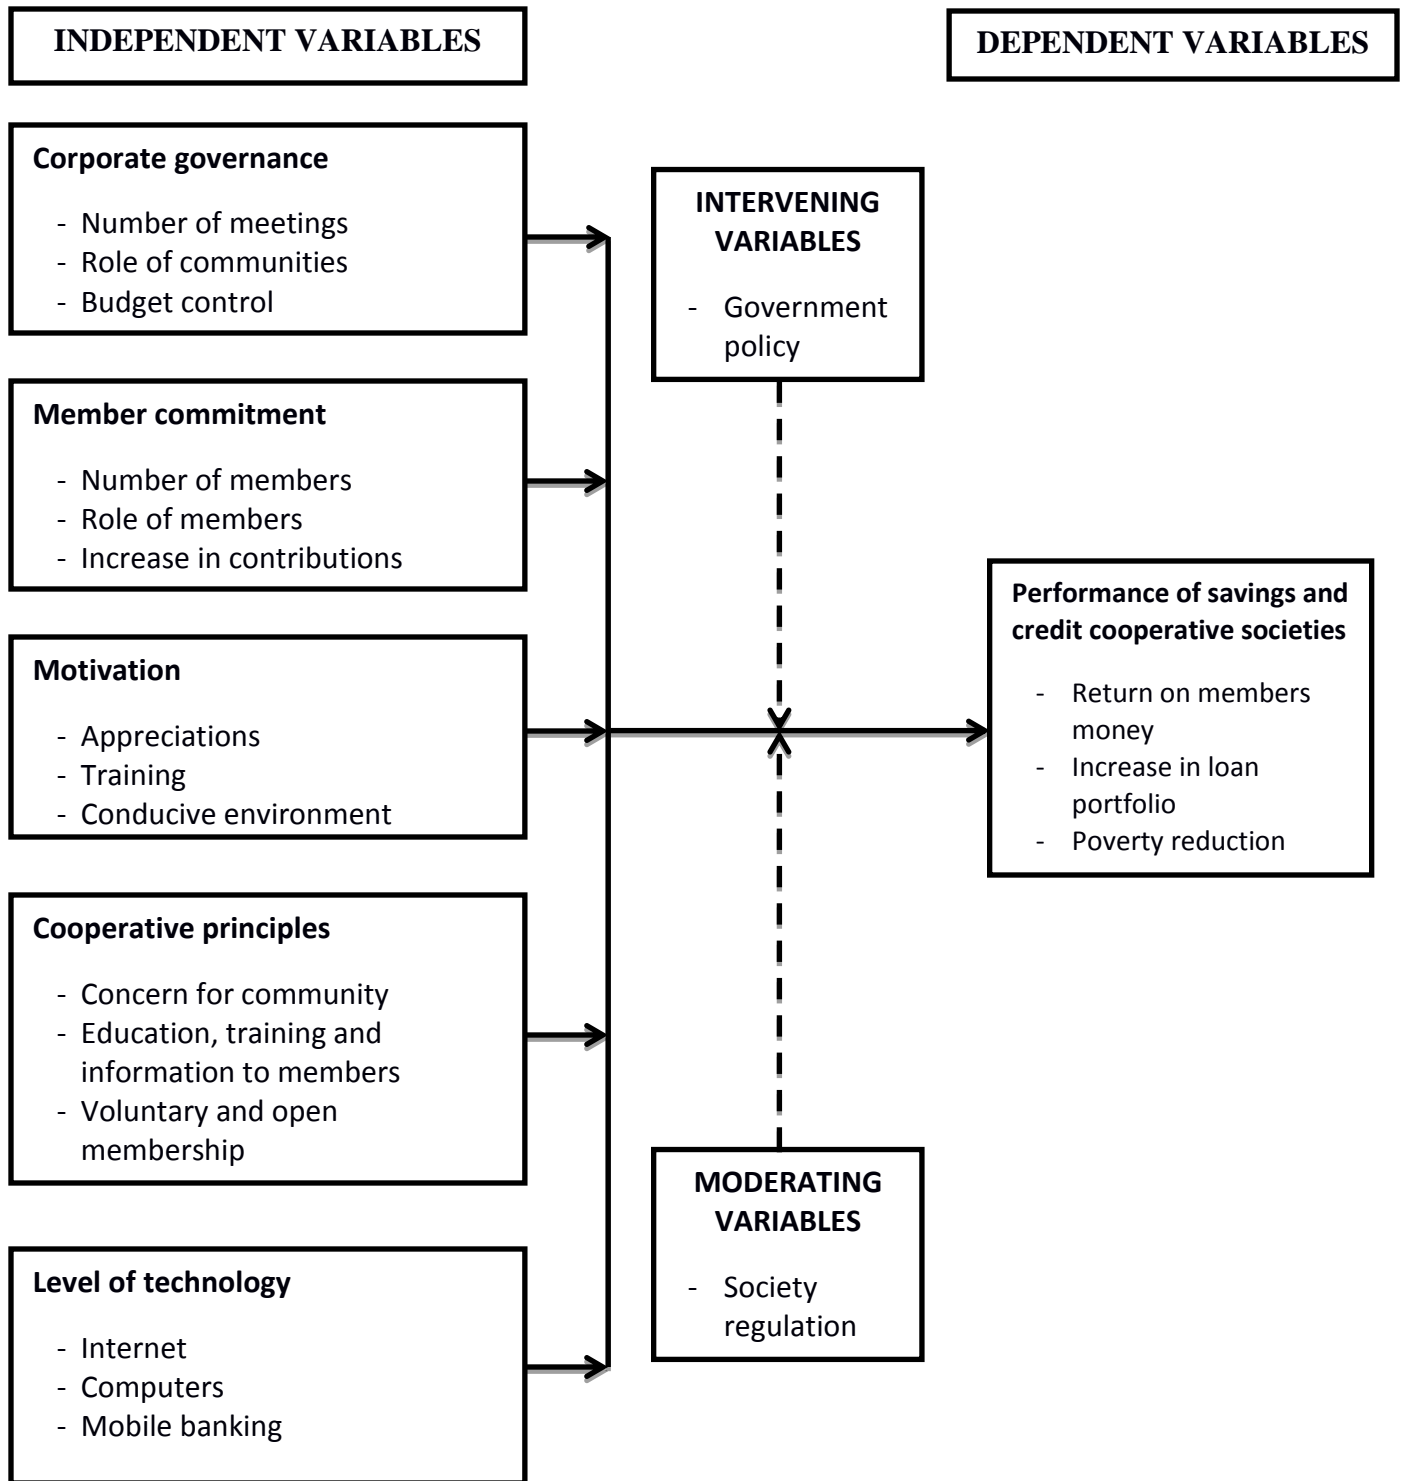 INDEPENDENT VARIABLES
DEPENDENT VARIABLES
Corporate governance
- Number of meetings
- Role of communities
- Budget control
Member commitment
- Number of members
- Role of members
- Increase in contributions
Motivation
- Appreciations
- Training
- Conducive environment
Cooperative principles
- Concern for community
- Education, training and
information to members
- Voluntary and open
membership
Level of technology
- Internet
- Computers
- Mobile banking
INTERVENING
VARIABLES
- Government
policy
MODERATING
VARIABLES
- Society
regulation
Performance of savings and
credit cooperative societies
- Return on members
money
- Increase in loan
portfolio
- Poverty reduction